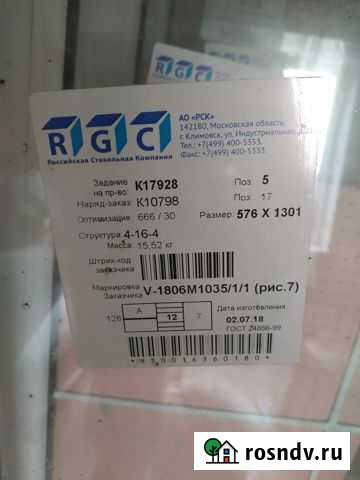 RGC
Российская Стекольная Компания
АО «РСК»
142180, Московская область,
г. Климовск, ул. Индустриальная,
Тел.: +7(499) 400-5353.
Факс: +7(499) 400-5353.
Задание на пр-во: К17928 Поз. 5
Наряд-заказ: К10798 Поз. 17
Оптимизация 666 / 30 Размер: 576 X 1301
Структура 4-16-4
Масса: 15,52 кг
Штрих-код заказчика
Маркировка Заказчика V-1806M1035/1/1 (рис.7)
126 A 12 7
Дата изготовления
02.07.18
ГОСТ 24866-99
rosndv.ru